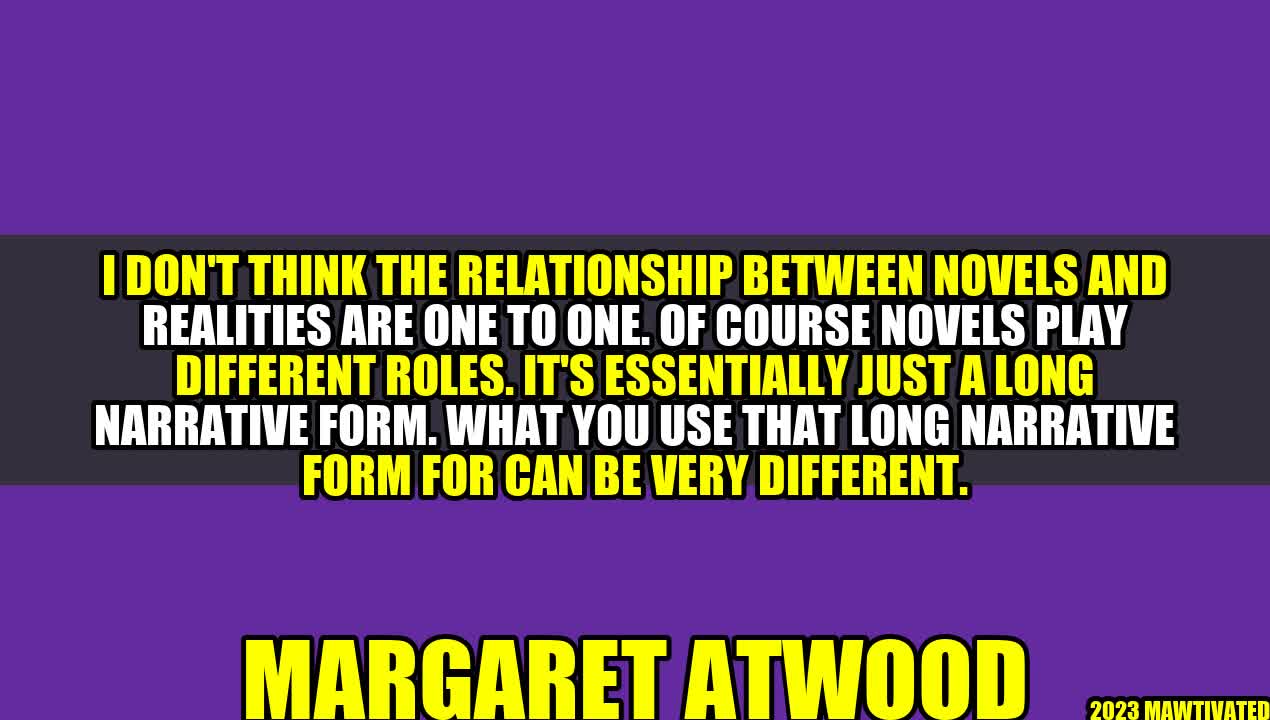 I DON'T THINK THE RELATIONSHIP BETWEEN NOVELS AND
REALITIES ARE ONE TO ONE. OF COURSE NOVELS PLAY
DIFFERENT ROLES. IT'S ESSENTIALLY JUST A LONG
NARRATIVE FORM. WHAT YOU USE THAT LONG NARRATIVE
FORM FOR CAN BE VERY DIFFERENT.
MARGARET ATWOOD
2023 MAWTIVATED